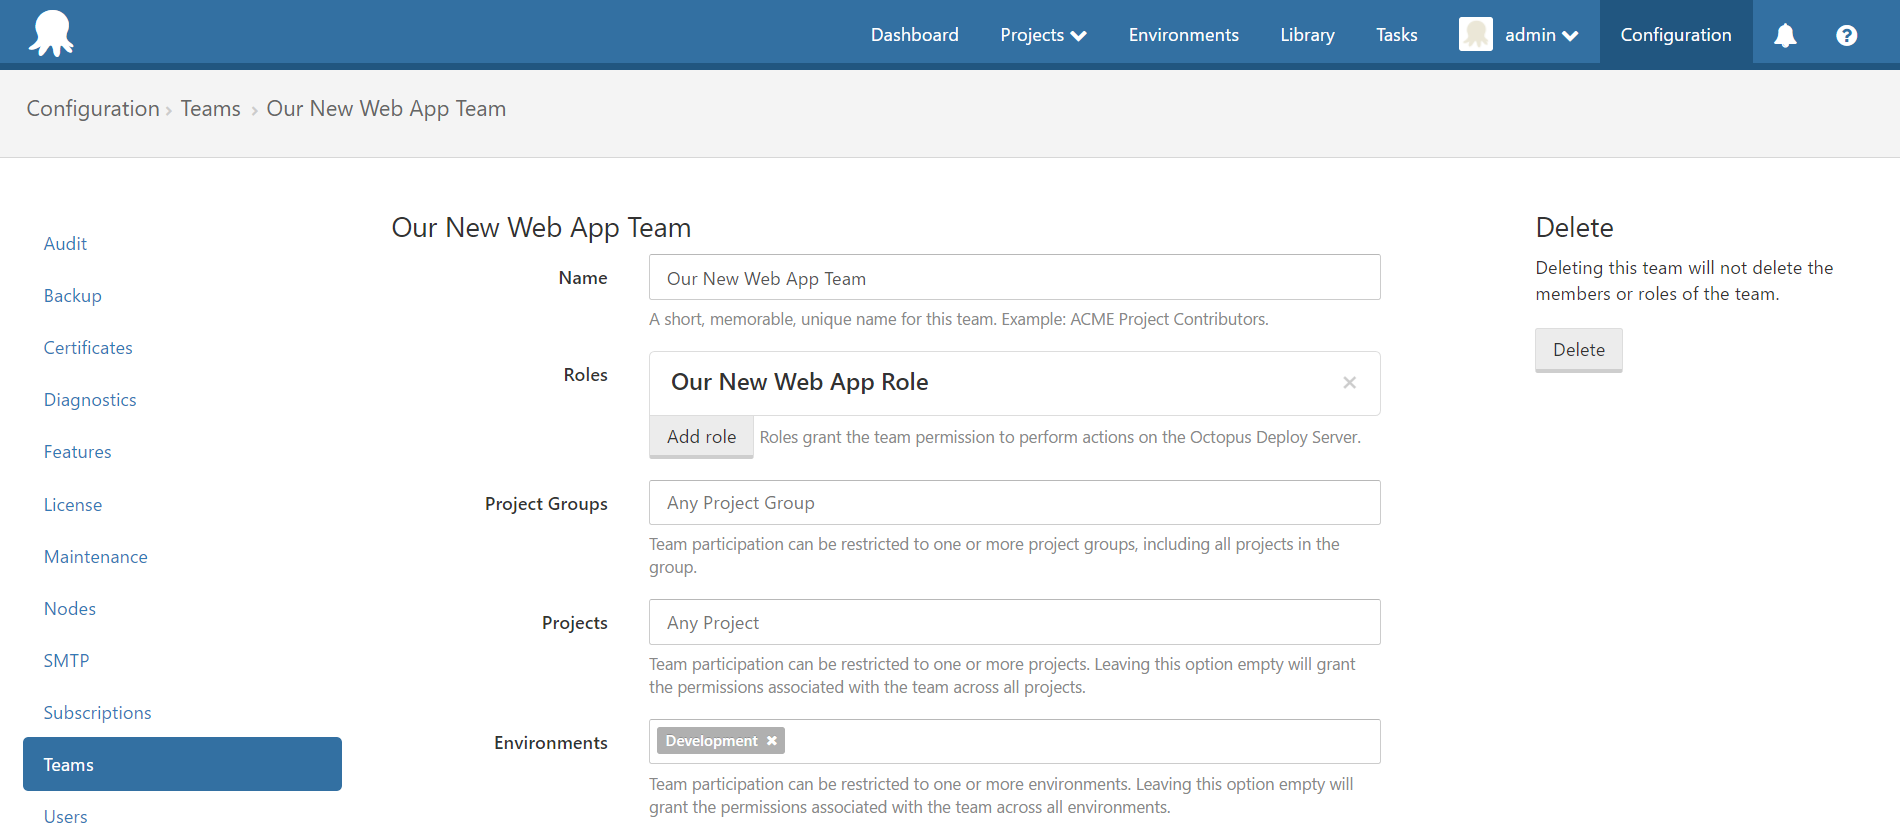 Dashboard Projects Environments Library Tasks admin Configuration
Configuration › Teams › Our New Web App Team
Audit
Backup
Certificates
Diagnostics
Features
License
Maintenance
Nodes
SMTP
Subscriptions
Teams
Users
Our New Web App Team
Name
Our New Web App Team
A short, memorable, unique name for this team. Example: ACME Project Contributors.
Roles
Our New Web App Role ×
Add role Roles grant the team permission to perform actions on the Octopus Deploy Server.
Project Groups
Any Project Group
Team participation can be restricted to one or more project groups, including all projects in the
group.
Projects
Any Project
Team participation can be restricted to one or more projects. Leaving this option empty will grant
the permissions associated with the team across all projects.
Environments
Development ×
Team participation can be restricted to one or more environments. Leaving this option empty will
grant the permissions associated with the team across all environments.
Delete
Deleting this team will not delete the
members or roles of the team.
Delete